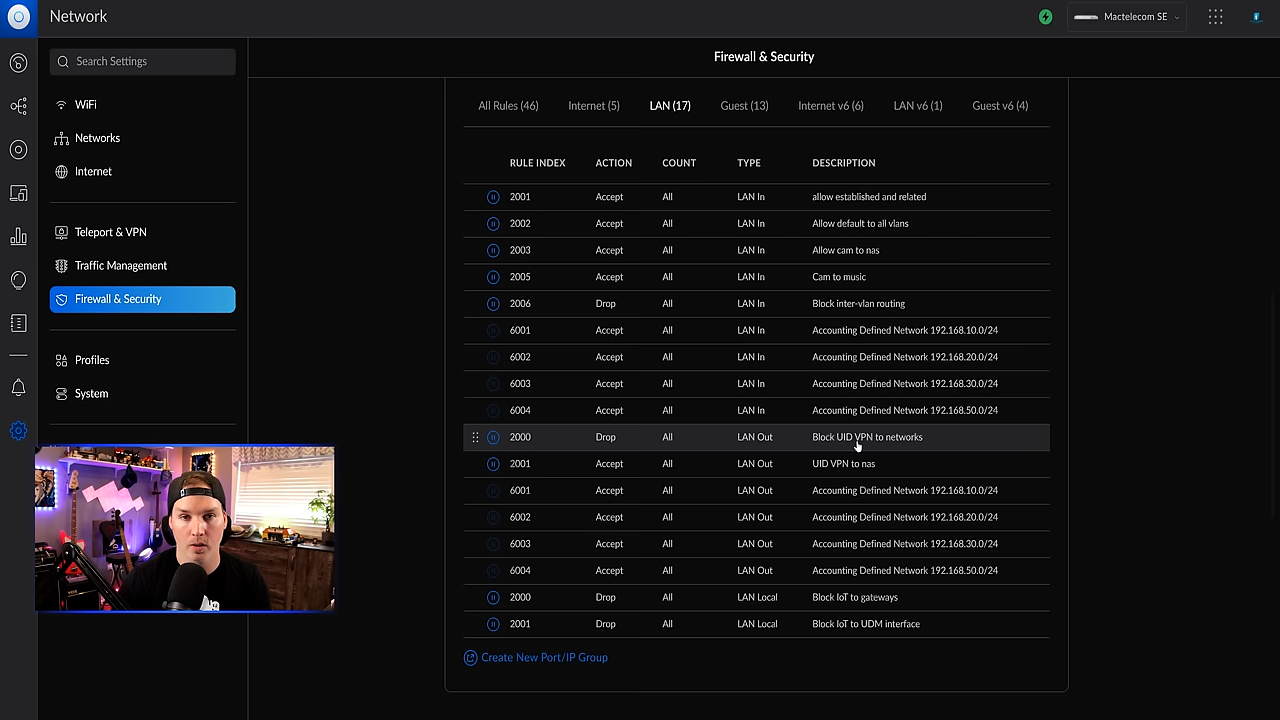 Network
Mactelecom SE
Search Settings
WiFi
Networks
Internet
Teleport & VPN
Traffic Management
Firewall & Security
Profiles
System
Firewall & Security
All Rules (46) Internet (5) LAN (17) Guest (13) Internet v6 (6) LAN v6 (1) Guest v6 (4)
RULE INDEX ACTION COUNT TYPE DESCRIPTION
2001 Accept All LAN In allow established and related
2002 Accept All LAN In Allow default to all vlans
2003 Accept All LAN In Allow cam to nas
2005 Accept All LAN In Cam to music
2006 Drop All LAN In Block inter-vlan routing
6001 Accept All LAN In Accounting Defined Network 192.168.10.0/24
6002 Accept All LAN In Accounting Defined Network 192.168.20.0/24
6003 Accept All LAN In Accounting Defined Network 192.168.30.0/24
6004 Accept All LAN In Accounting Defined Network 192.168.50.0/24
2000 Drop All LAN Out Block UID VPN to networks
2001 Accept All LAN Out UID VPN to nas
6001 Accept All LAN Out Accounting Defined Network 192.168.10.0/24
6002 Accept All LAN Out Accounting Defined Network 192.168.20.0/24
6003 Accept All LAN Out Accounting Defined Network 192.168.30.0/24
6004 Accept All LAN Out Accounting Defined Network 192.168.50.0/24
2000 Drop All LAN Local Block IoT to gateways
2001 Drop All LAN Local Block IoT to UDM interface
Create New Port/IP Group